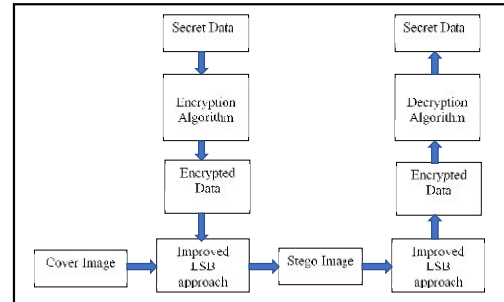 Secret Data
Secret Data
Encryption
Algorithm
Decryption
Algorithm
Encrypted
Data
Encrypted
Data
Cover Image
Improved
LSB
approach
Stego Image
Improved
LSB
approach